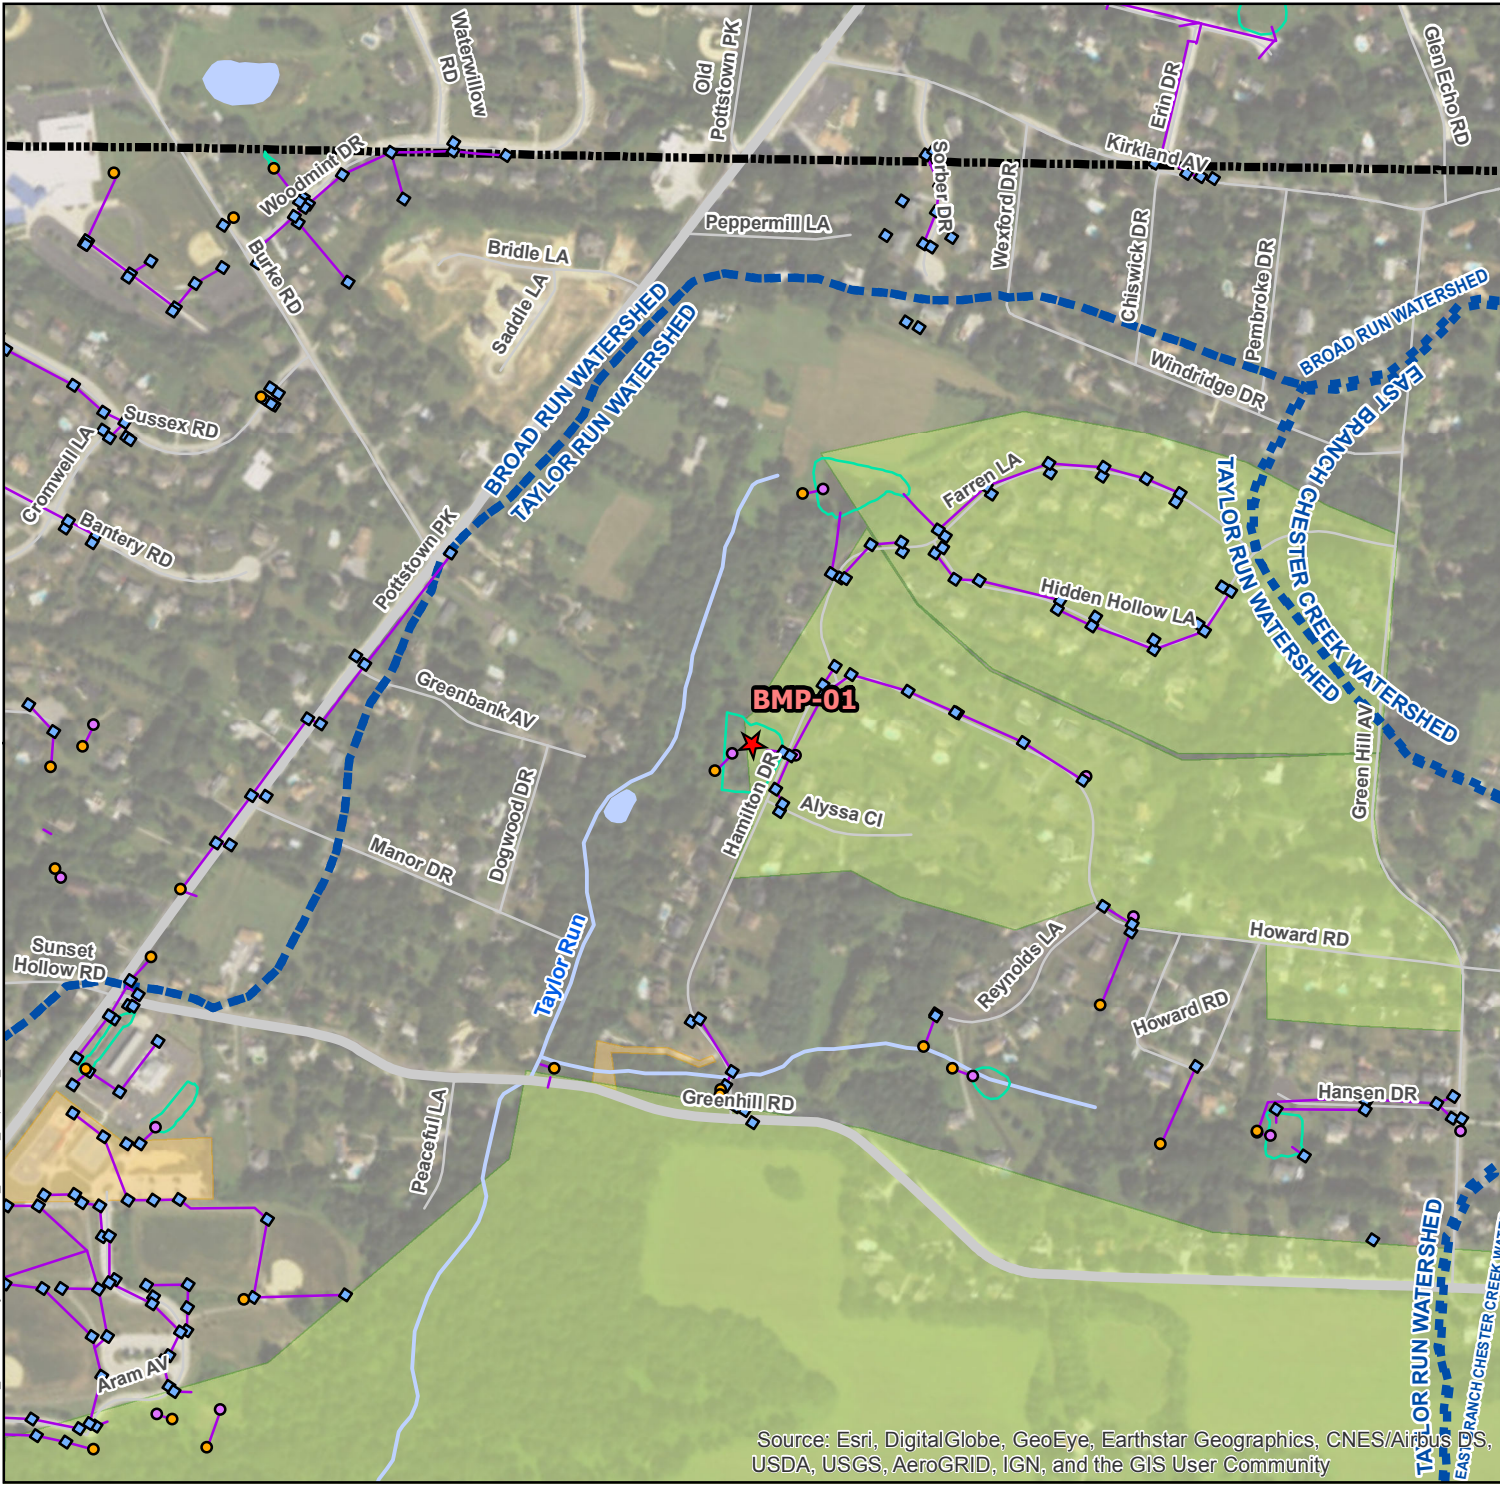 Waterwillow
RD
Old
Pottstown PK
Glen Echo RD
Erin DR
Kirkland AV
Woodmint DR
Sorber DR
Wexford DR
Peppermill LA
Chiswick DR
Pembroke DR
Burke RD
Bridle LA
Saddle LA
BROAD RUN WATERSHED
TAYLOR RUN WATERSHED
BROAD RUN WATERSHED
EAST BRANCH CHESTER CREEK WATERSHED
TAYLOR RUN WATERSHED
Windridge DR
Sussex RD
Cromwell LA
Bantery RD
Pottstown PK
Farren LA
Hidden Hollow LA
Greenbank AV
BMP-01
Green Hill AV
Hamilton DR
Alyssa CI
Dogwood DR
Manor DR
Taylor Run
Sunset
Hollow RD
Reynolds LA
Howard RD
Howard RD
Hansen DR
Greenhill RD
Peaceful LA
Aram AV
TAYLOR RUN WATERSHED
EAST BRANCH CHESTER CREEK
Source: Esri, DigitalGlobe, GeoEye, Earthstar Geographics, CNES/Airbus DS,
USDA, USGS, AeroGRID, IGN, and the GIS User Community